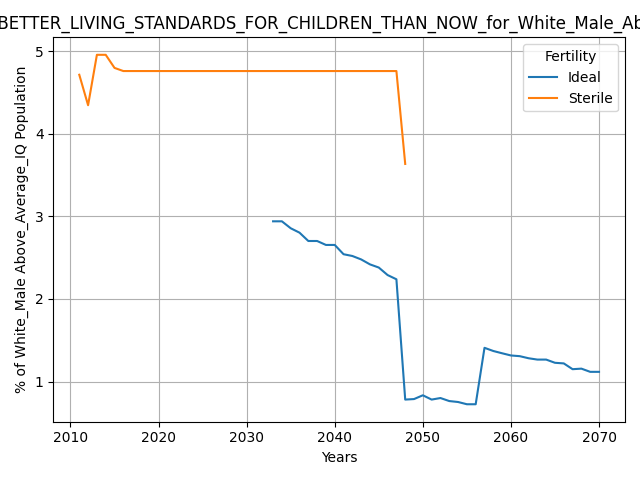 BETTER_LIVING_STANDARDS_FOR_CHILDREN_THAN_NOW_for_White_Male_Ab
Fertility
Ideal
Sterile
% of White_Male Above_Average_IQ Population
5
4
3
2
1
2010 2020 2030 2040 2050 2060 2070
Years